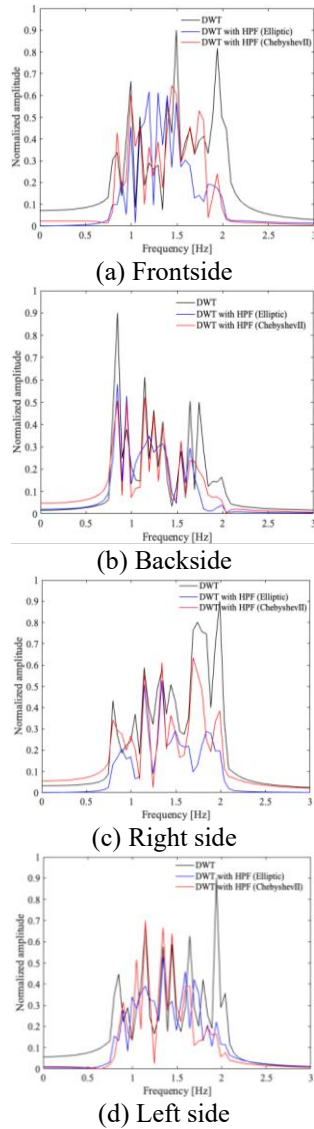 1
0.9
0.8
0.7
0.6
0.5
0.4
0.3
0.2
0.1
0
Normalized amplitude
DWT
DWT with HPF (Elliptic)
DWT with HPF (ChebyshevII)
0 0.5 1 1.5 2 2.5 3
Frequency [Hz]
(a) Frontside
1
0.9
0.8
0.7
0.6
0.5
0.4
0.3
0.2
0.1
0
Normalized amplitude
DWT
DWT with HPF (Elliptic)
DWT with HPF (ChebyshevII)
0 0.5 1 1.5 2 2.5 3
Frequency [Hz]
(b) Backside
1
0.9
0.8
0.7
0.6
0.5
0.4
0.3
0.2
0.1
0
Normalized amplitude
DWT
DWT with HPF (Elliptic)
DWT with HPF (ChebyshevII)
0 0.5 1 1.5 2 2.5 3
Frequency [Hz]
(c) Right side
1
0.9
0.8
0.7
0.6
0.5
0.4
0.3
0.2
0.1
0
Normalized amplitude
DWT
DWT with HPF (Elliptic)
DWT with HPF (ChebyshevII)
0 0.5 1 1.5 2 2.5 3
Frequency [Hz]
(d) Left side